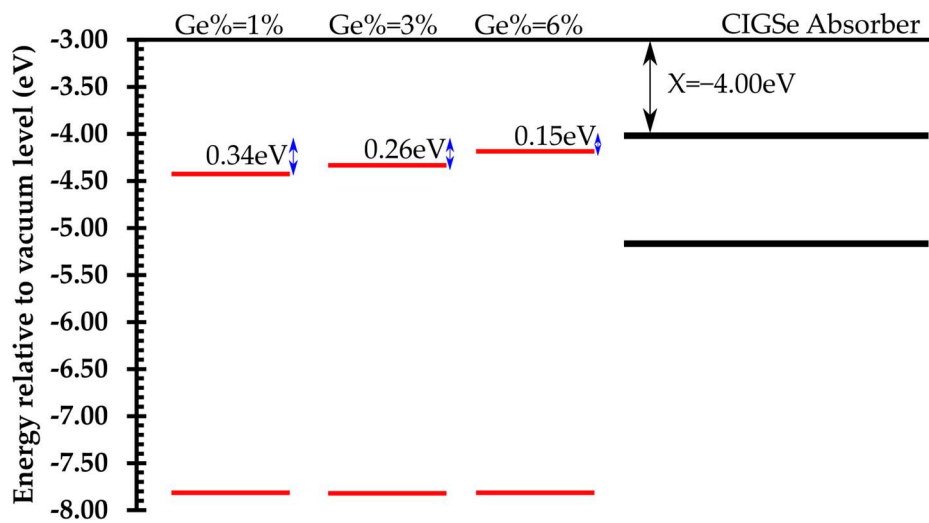 Ge%=1% Ge%=3% Ge%=6% CIGSe Absorber
Energy relative to vacuum level (eV)
-3.00
-3.50
X=−4.00eV
-4.00
0.34eV 0.26eV 0.15eV
-4.50
-5.00
-5.50
-6.00
-6.50
-7.00
-7.50
-8.00